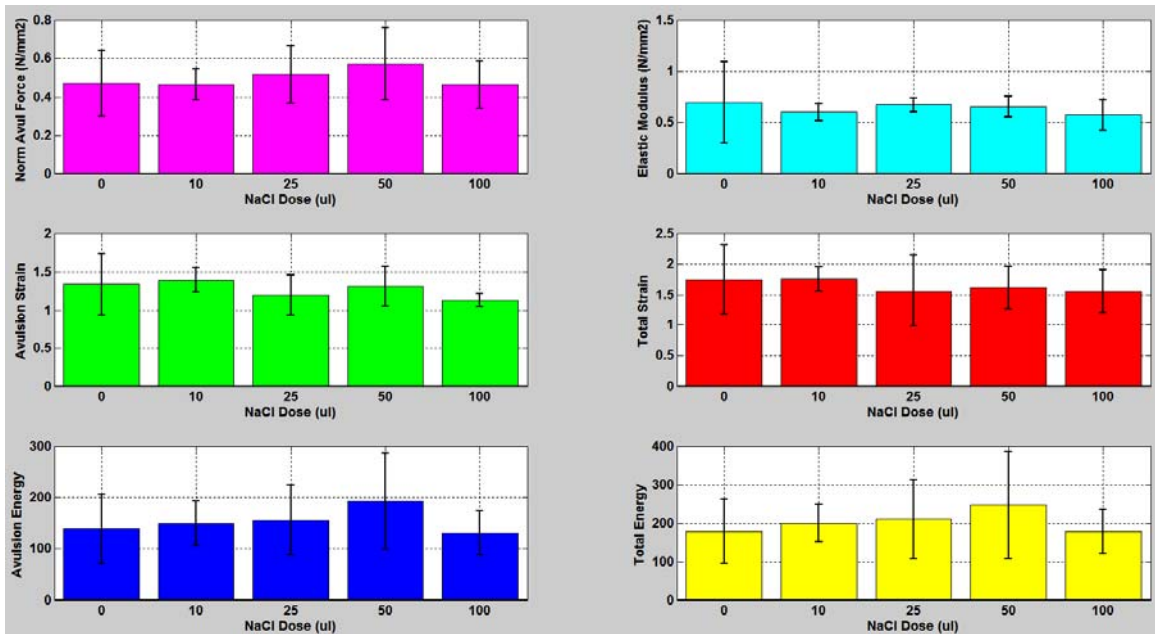 Norm Avul Force (N/mm2)
0.8
0.6
0.4
0.2
0
0 10 25 50 100
NaCl Dose (ul)
Elastic Modulus (N/mm2)
1.5
1
0.5
0
0 10 25 50 100
NaCl Dose (ul)
Avulsion Strain
2
1.5
1
0.5
0
0 10 25 50 100
NaCl Dose (ul)
Total Strain
2.5
2
1.5
1
0.5
0
0 10 25 50 100
NaCl Dose (ul)
Avulsion Energy
300
200
100
0
0 10 25 50 100
NaCl Dose (ul)
Total Energy
400
300
200
100
0
0 10 25 50 100
NaCl Dose (ul)